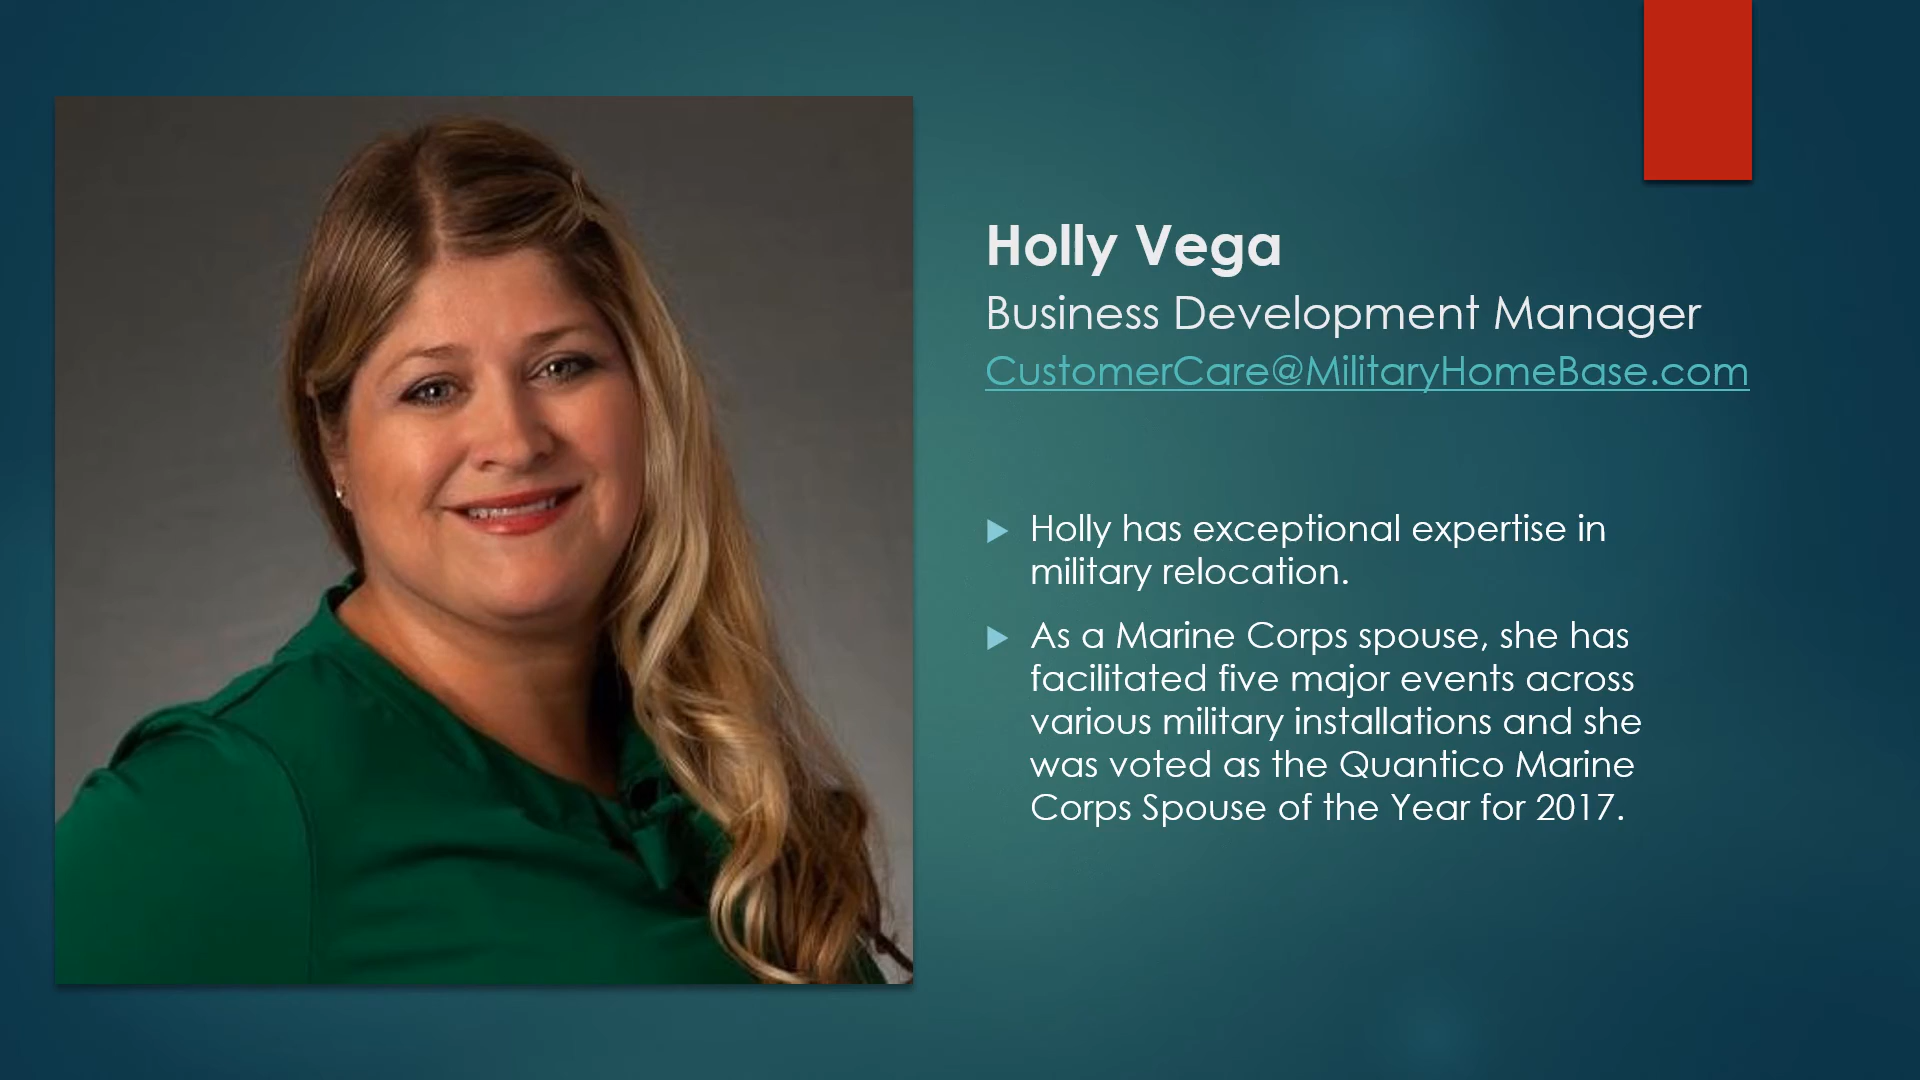 Holly Vega
Business Development Manager
CustomerCare@MilitaryHomeBase.com
Holly has exceptional expertise in
military relocation.
As a Marine Corps spouse, she has
facilitated five major events across
various military installations and she
was voted as the Quantico Marine
Corps Spouse of the Year for 2017.